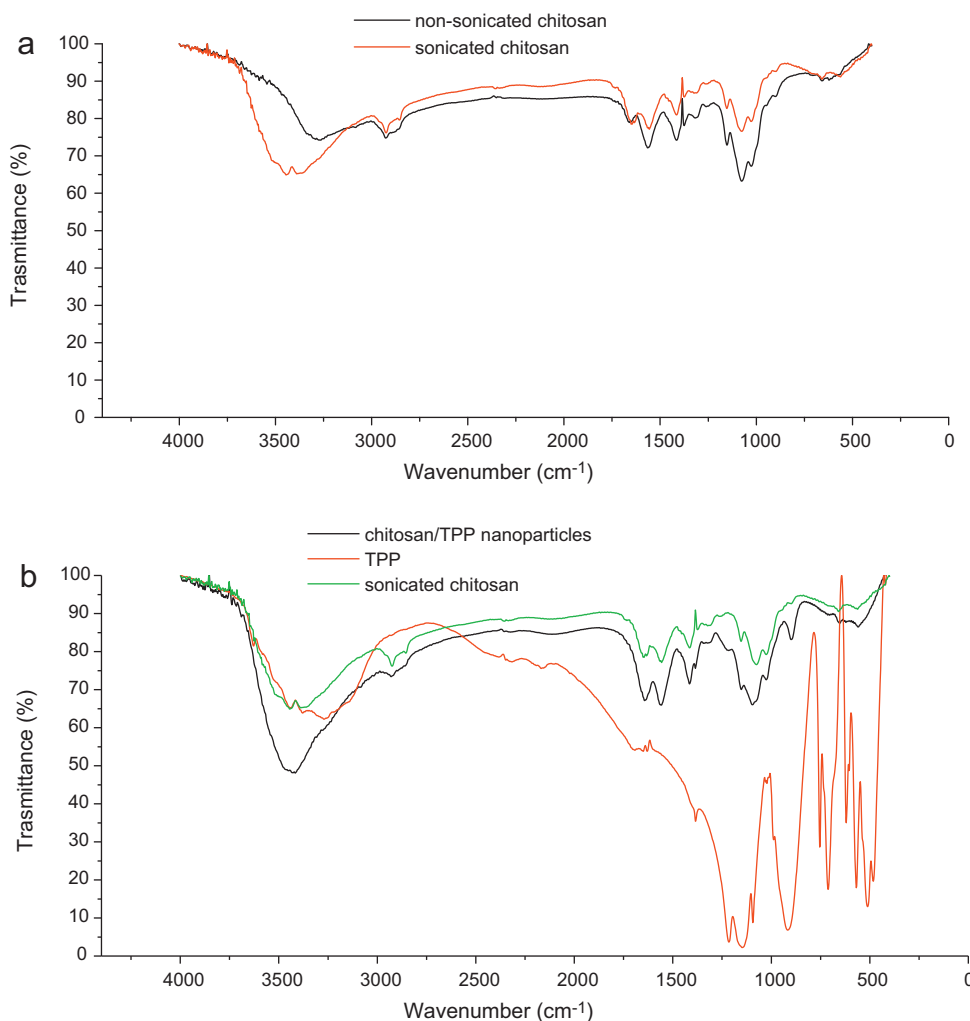 a
non-sonicated chitosan
sonicated chitosan
100
90
80
70
60
50
40
30
20
10
0
Trasmittance (%)
4000 3500 3000 2500 2000 1500 1000 500 0
Wavenumber (cm-1)
b
chitosan/TPP nanoparticles
TPP
sonicated chitosan
100
90
80
70
60
50
40
30
20
10
0
Trasmittance (%)
4000 3500 3000 2500 2000 1500 1000 500 0
Wavenumber (cm-1)